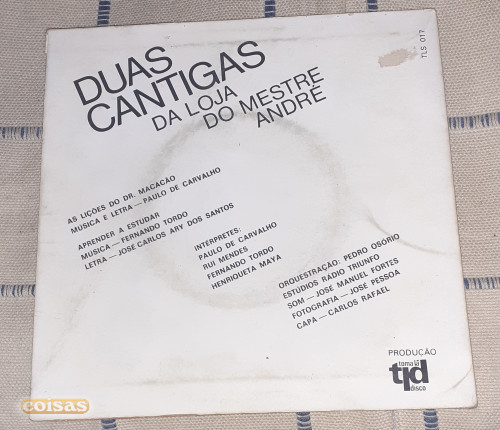 DUAS
CANTIGAS
DA LOJA
DO MESTRE
ANDRÉ
TLS 017
AS LIÇÕES DO DR. MACACÃO
MUSICA E LETRA — PAULO DE CARVALHO
APRENDER A ESTUDAR
MUSICA — FERNANDO TORDO
LETRA — JOSÉ CARLOS ARY DOS SANTOS
INTÉRPRETES:
PAULO DE CARVALHO
RUI MENDES
FERNANDO TORDO
HENRIQUETA MAYA
ORQUESTRAÇÃO: PEDRO OSÓRIO
ESTÚDIOS RÁDIO TRIUNFO
SOM — JOSÉ MANUEL FORTES
FOTOGRAFIA — JOSÉ PESSOA
CAPA — CARLOS RAFAEL
PRODUÇÃO
toma lá
tld
disco
coisas